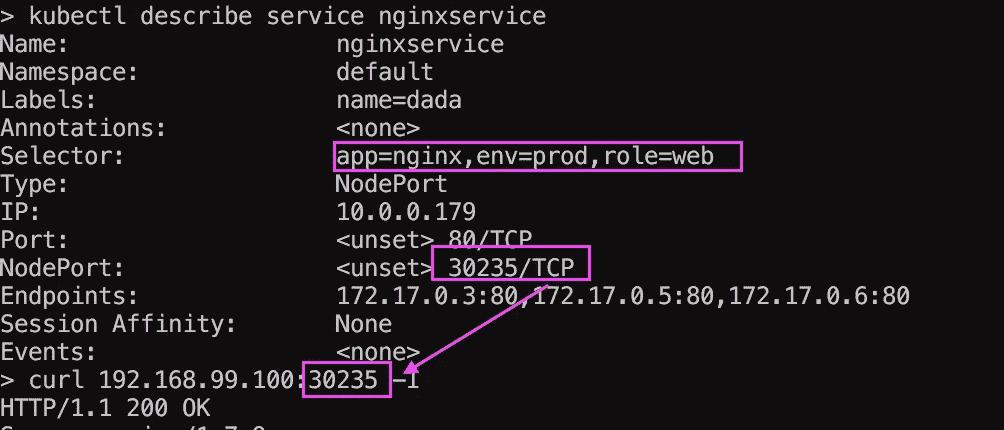 > kubectl describe service nginxservice
Name: nginxservice
Namespace: default
Labels: name=dada
Annotations: <none>
Selector: app=nginx,env=prod,role=web
Type: NodePort
IP: 10.0.0.179
Port: <unset> 80/TCP
NodePort: <unset> 30235/TCP
Endpoints: 172.17.0.3:80,172.17.0.5:80,172.17.0.6:80
Session Affinity: None
Events: <none>
> curl 192.168.99.100:30235 -I
HTTP/1.1 200 OK